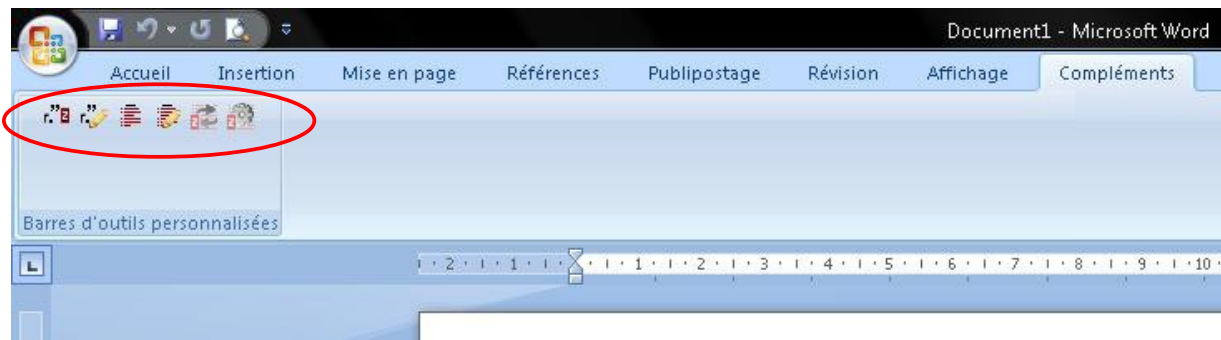 Document1 - Microsoft Word
Accueil Insertion Mise en page Références Publipostage Révision Affichage Compléments
Barres d'outils personnalisées
L 2 1 1 2 3 4 5 6 7 8 9 10